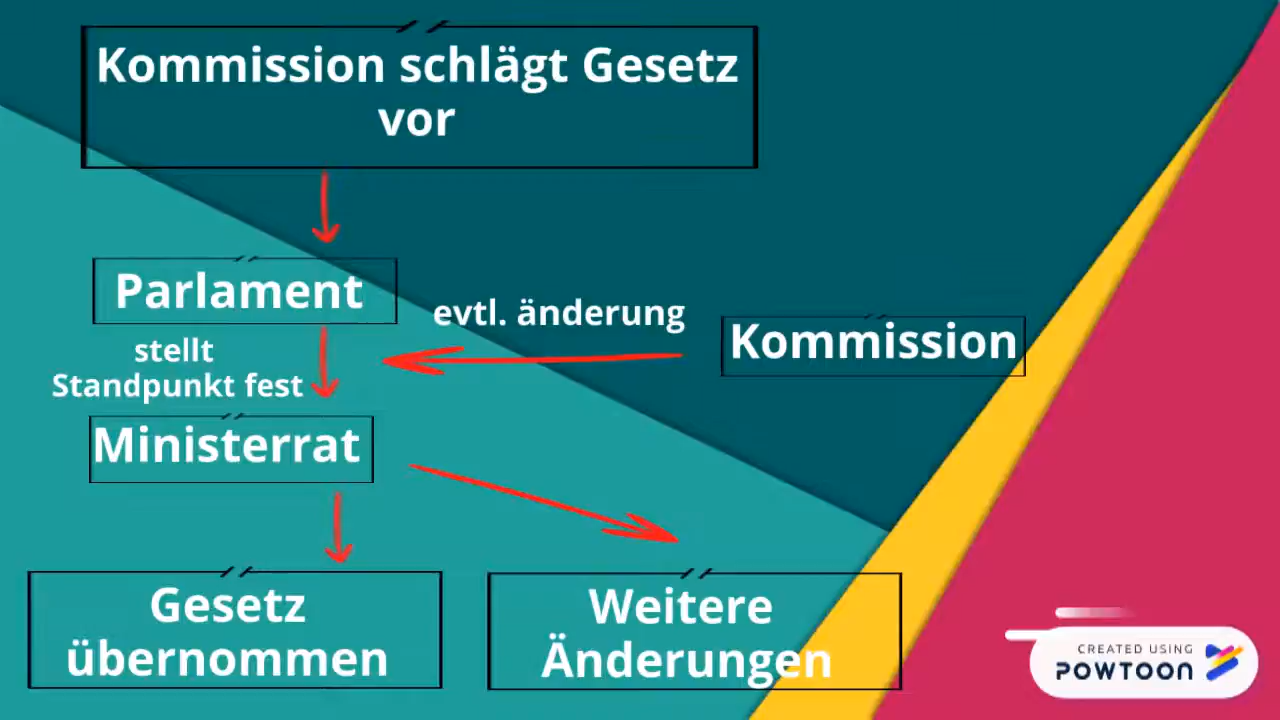 Kommission schlägt Gesetz
vor
Parlament
evtl. änderung
Kommission
stellt
Standpunkt fest
Ministerrat
Gesetz
übernommen
Weitere
Änderungen
CREATED USING
POWTOON